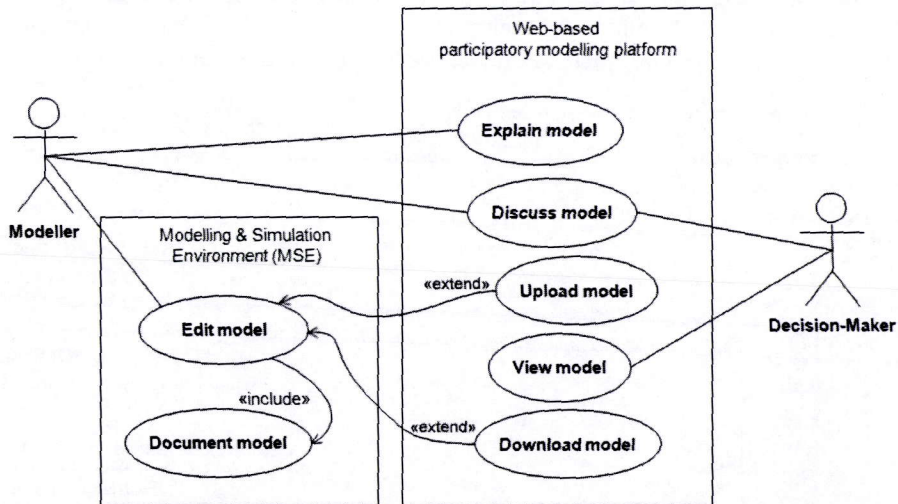 Web-based
participatory modelling platform
Explain model
Modeller
Discuss model
Modelling & Simulation
Environment (MSE)
«extend»
Upload model
Edit model
Decision-Maker
View model
«include»
«extend»
Document model
Download model